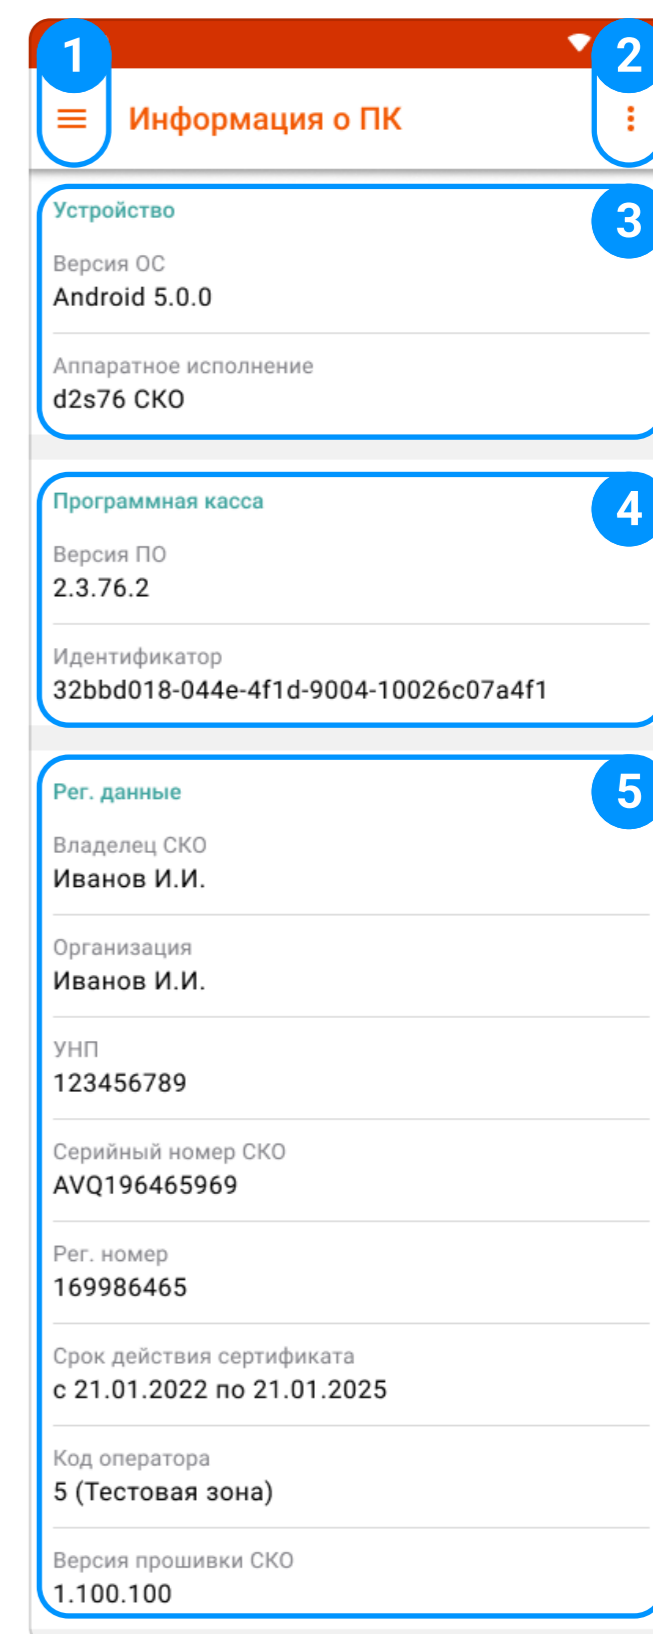 1
2
Информация о ПК
Устройство
3
Версия ОС
Android 5.0.0
Аппаратное исполнение
d2s76 СКО
Программная касса
4
Версия ПО
2.3.76.2
Идентификатор
32bbd018-044e-4f1d-9004-10026c07a4f1
Рег. данные
5
Владелец СКО
Иванов И.И.
Организация
Иванов И.И.
УНП
123456789
Серийный номер СКО
AVQ196465969
Рег. номер
169986465
Срок действия сертификата
с 21.01.2022 по 21.01.2025
Код оператора
5 (Тестовая зона)
Версия прошивки СКО
1.100.100